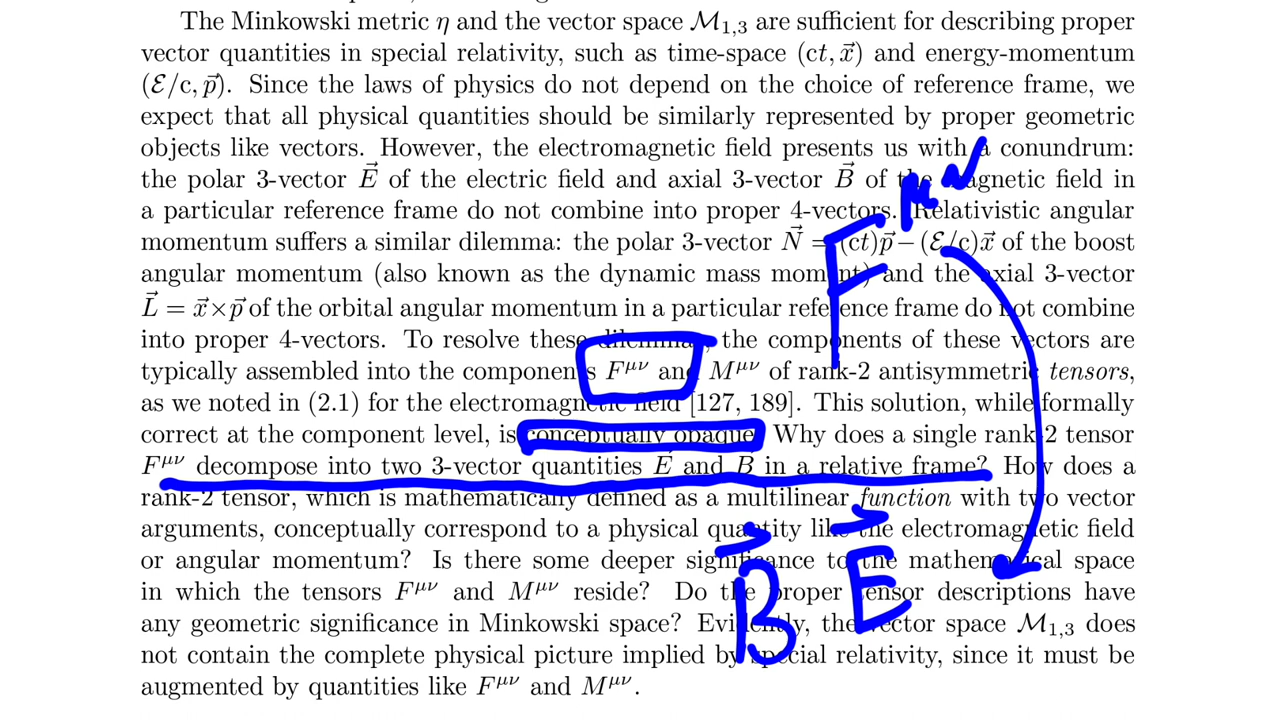 The Minkowski metric η and the vector space ℳ₁,₃ are sufficient for describing proper
vector quantities in special relativity, such as time-space (ct, x⃗) and energy-momentum
(ℰ/c, p⃗). Since the laws of physics do not depend on the choice of reference frame, we
expect that all physical quantities should be similarly represented by proper geometric
objects like vectors. However, the electromagnetic field presents us with a conundrum:
the polar 3-vector E⃗ of the electric field and axial 3-vector B⃗ of the magnetic field in
a particular reference frame do not combine into proper 4-vectors. Relativistic angular
momentum suffers a similar dilemma: the polar 3-vector N⃗ = (ct)p⃗ − (ℰ/c)x⃗ of the boost
angular momentum (also known as the dynamic mass moment) and the axial 3-vector
L⃗ = x⃗ × p⃗ of the orbital angular momentum in a particular reference frame do not combine
into proper 4-vectors. To resolve these dilemmas, the components of these vectors are
typically assembled into the components F^μν and M^μν of rank-2 antisymmetric tensors,
as we noted in (2.1) for the electromagnetic field [127, 189]. This solution, while formally
correct at the component level, is conceptually opaque. Why does a single rank-2 tensor
F^μν decompose into two 3-vector quantities E⃗ and B⃗ in a relative frame? How does a
rank-2 tensor, which is mathematically defined as a multilinear function with two vector
arguments, conceptually correspond to a physical quantity like the electromagnetic field
or angular momentum? Is there some deeper significance to the mathematical space
in which the tensors F^μν and M^μν reside? Do the proper tensor descriptions have
any geometric significance in Minkowski space? Evidently, the vector space ℳ₁,₃ does
not contain the complete physical picture implied by special relativity, since it must be
augmented by quantities like F^μν and M^μν.
F^μν
B⃗ E⃗